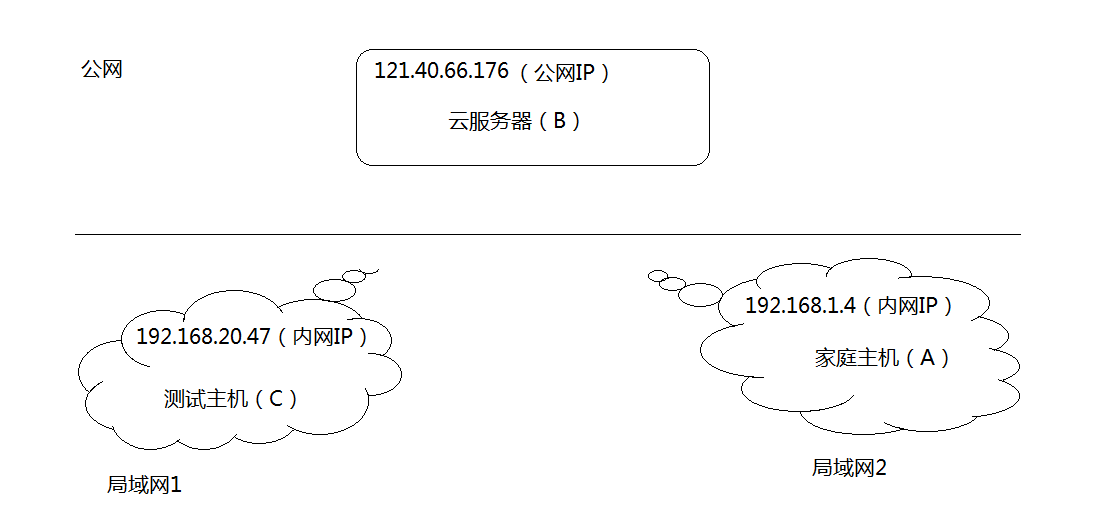 公网
121.40.66.176（公网IP）
云服务器（B）
192.168.20.47（内网IP）
测试主机（C）
局域网1
192.168.1.4（内网IP）
家庭主机（A）
局域网2